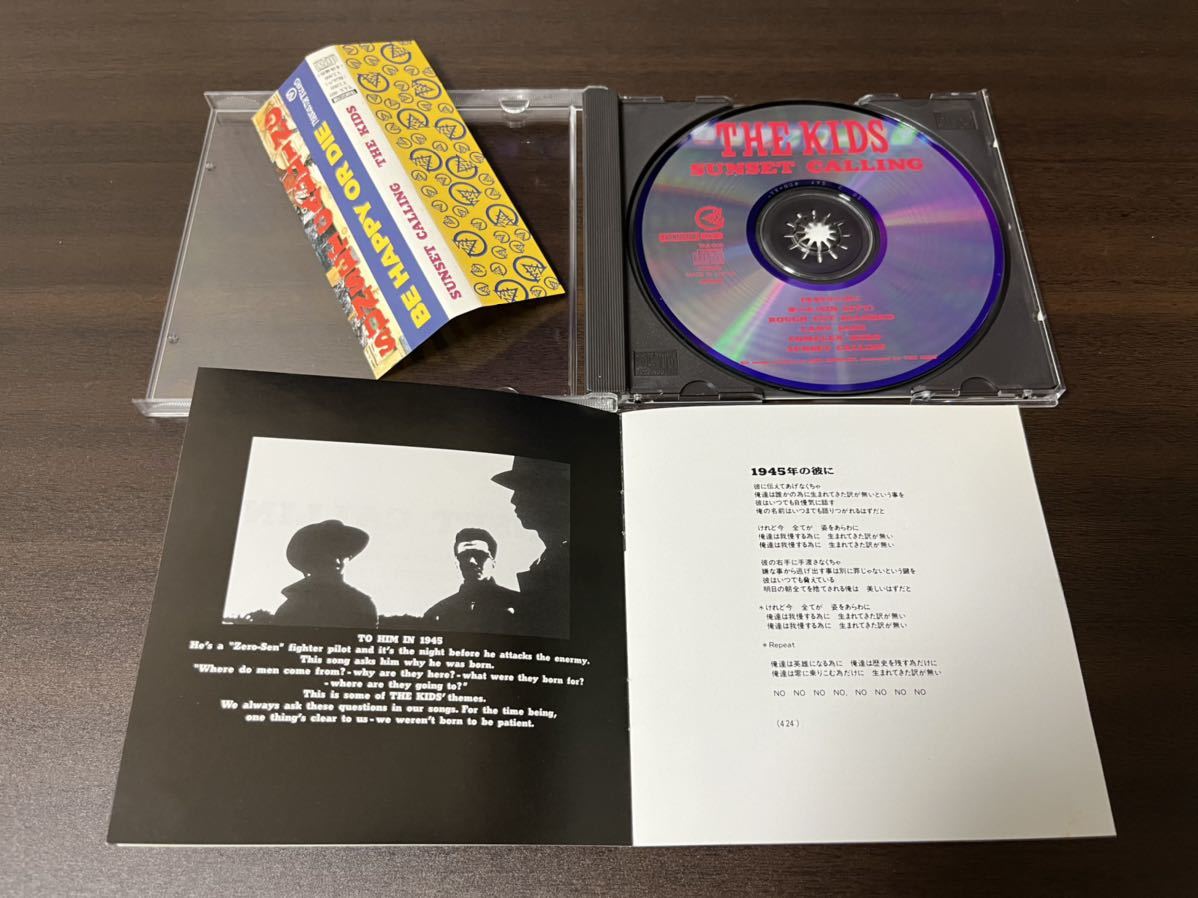 SUNSET CALLING THE KIDS
BE HAPPY OR DIE
THE KIDS
SUNSET CALLING
ROUGH CUT DIAMOND
SUNSET CALLING
TO HIM IN 1945
He's a "Zero-Sen" fighter pilot and it's the night before he attacks the enermy.
This song asks him why he was born.
"Where do men come from?-why are they here?-what were they born for?
-where are they going to?"
This is some of THE KIDS' themes.
We always ask these questions in our songs. For the time being,
one thing's clear to us-we weren't born to be patient.
1945年の彼に
彼に伝えてあげなくちゃ
俺達は誰かの為に生まれてきた訳が無いという事を
彼はいつでも自慢気に話す
俺の名前はいつまでも語りつがれるはずだと
けれど今 全てが 姿をあらわに
俺達は我慢する為に 生まれてきた訳が無い
俺達は我慢する為に 生まれてきた訳が無い
彼の右手に手渡さなくちゃ
嫌な事から逃げ出す事は別に罪じゃないという鍵を
彼はいつでも脅えている
明日の朝全てを捨てされる俺は 美しいはずだと
*けれど今 全てが 姿をあらわに
俺達は我慢する為に 生まれてきた訳が無い
俺達は我慢する為に 生まれてきた訳が無い
*Repeat
俺達は英雄になる為に 俺達は歴史を残す為だけに
俺達は零に乗りこむ為だけに 生まれてきた訳が無い
NO NO NO NO, NO NO NO NO
(424)